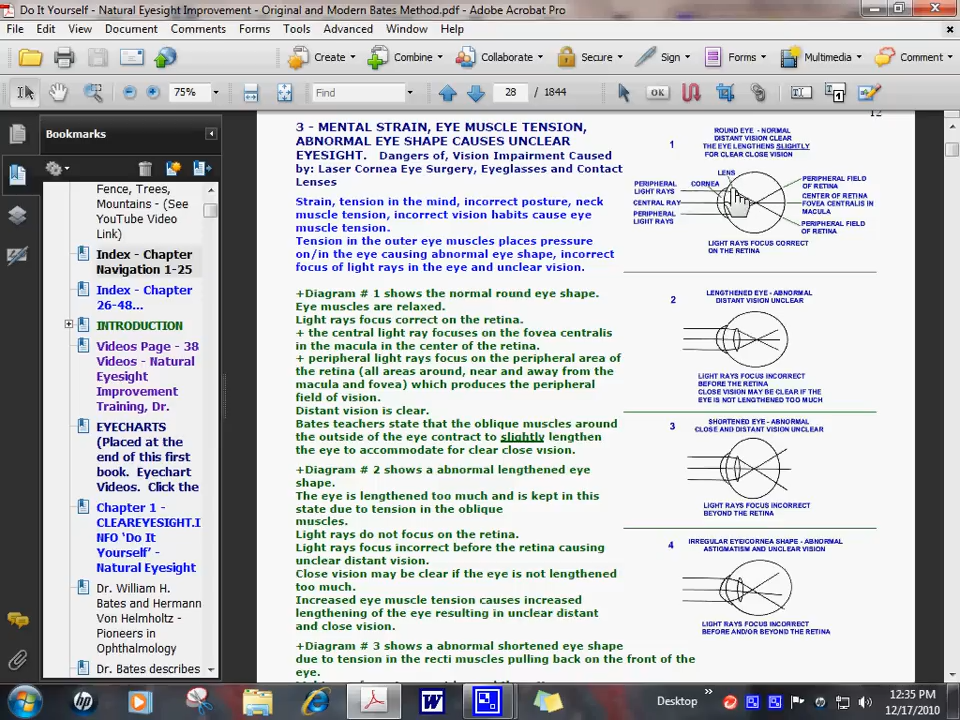 Do It Yourself - Natural Eyesight Improvement - Original and Modern Bates Method.pdf - Adobe Acrobat Pro
File Edit View Document Comments Forms Tools Advanced Window Help
Create Combine Collaborate Secure Sign Forms Multimedia Comment
75% Find 28 / 1844
Bookmarks
Fence, Trees,
Mountains - (See
YouTube Video
Link)
Index - Chapter
Navigation 1-25
Index - Chapter
26-48...
INTRODUCTION
Videos Page - 38
Videos - Natural
Eyesight
Improvement
Training, Dr.
EYECHARTS
(Placed at the
end of this first
book. Eyechart
Videos. Click the
Chapter 1 -
CLEAREYESIGHT.I
NFO ‘Do It
Yourself’ -
Natural Eyesight
Dr. William H.
Bates and Hermann
Von Helmholtz -
Pioneers in
Ophthalmology
Dr. Bates describes
12
3 - MENTAL STRAIN, EYE MUSCLE TENSION,
ABNORMAL EYE SHAPE CAUSES UNCLEAR
EYESIGHT. Dangers of, Vision Impairment Caused
by: Laser Cornea Eye Surgery, Eyeglasses and Contact
Lenses
Strain, tension in the mind, incorrect posture, neck
muscle tension, incorrect vision habits cause eye
muscle tension.
Tension in the outer eye muscles places pressure
on/in the eye causing abnormal eye shape, incorrect
focus of light rays in the eye and unclear vision.
+Diagram # 1 shows the normal round eye shape.
Eye muscles are relaxed.
Light rays focus correct on the retina.
+ the central light ray focuses on the fovea centralis
in the macula in the center of the retina.
+ peripheral light rays focus on the peripheral area of
the retina (all areas around, near and away from the
macula and fovea) which produces the peripheral
field of vision.
Distant vision is clear.
Bates teachers state that the oblique muscles around
the outside of the eye contract to slightly lengthen
the eye to accommodate for clear close vision.
+Diagram # 2 shows a abnormal lengthened eye
shape.
The eye is lengthened too much and is kept in this
state due to tension in the oblique
muscles.
Light rays do not focus on the retina.
Light rays focus incorrect before the retina causing
unclear distant vision.
Close vision may be clear if the eye is not lengthened
too much.
Increased eye muscle tension causes increased
lengthening of the eye resulting in unclear distant
and close vision.
+Diagram # 3 shows a abnormal shortened eye shape
due to tension in the recti muscles pulling back on the front of the
eye.
1
ROUND EYE - NORMAL
DISTANT VISION CLEAR
THE EYE LENGTHENS SLIGHTLY
FOR CLEAR CLOSE VISION
LENS
CORNEA
PERIPHERAL
LIGHT RAYS
CENTRAL RAY
PERIPHERAL
LIGHT RAYS
PERIPHERAL FIELD
OF RETINA
CENTER OF RETINA
FOVEA CENTRALIS IN
MACULA
PERIPHERAL FIELD
OF RETINA
LIGHT RAYS FOCUS CORRECT
ON THE RETINA
2
LENGTHENED EYE - ABNORMAL
DISTANT VISION UNCLEAR
LIGHT RAYS FOCUS INCORRECT
BEFORE THE RETINA
CLOSE VISION MAY BE CLEAR IF THE
EYE IS NOT LENGTHENED TOO MUCH
3
SHORTENED EYE - ABNORMAL
CLOSE AND DISTANT VISION UNCLEAR
LIGHT RAYS FOCUS INCORRECT
BEYOND THE RETINA
4
IRREGULAR EYE/CORNEA SHAPE - ABNORMAL
ASTIGMATISM AND UNCLEAR VISION
LIGHT RAYS FOCUS INCORRECT
BEFORE AND/OR BEYOND THE RETINA
Desktop
12:35 PM
12/17/2010